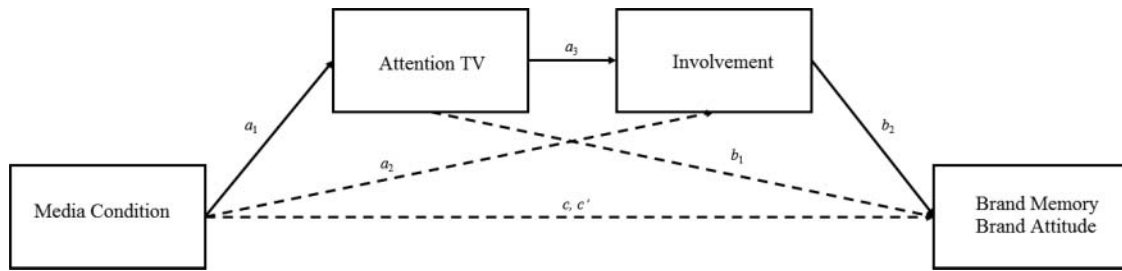 Attention TV
a₃
Involvement
a₁
a₂
b₁
b₂
Media Condition
c, c'
Brand Memory
Brand Attitude